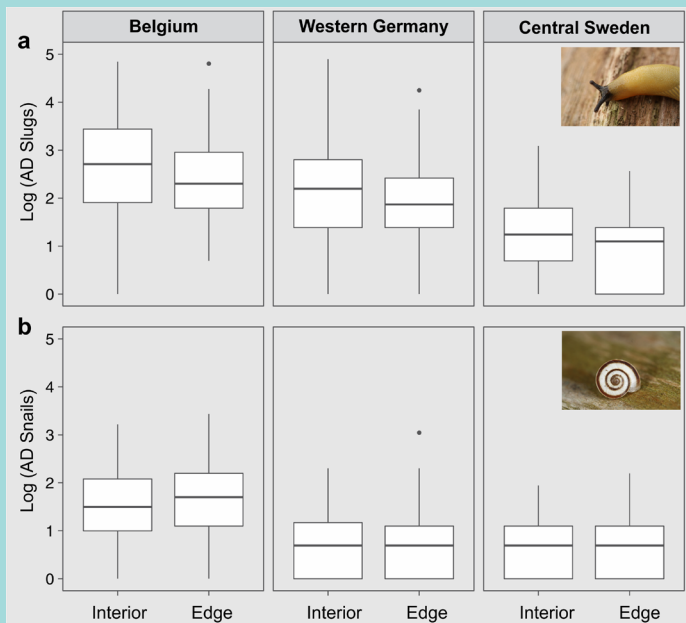 a
Belgium
Western Germany
Central Sweden
Log (AD Slugs)
5
4
3
2
1
0
b
Log (AD Snails)
5
4
3
2
1
0
Interior
Edge
Interior
Edge
Interior
Edge